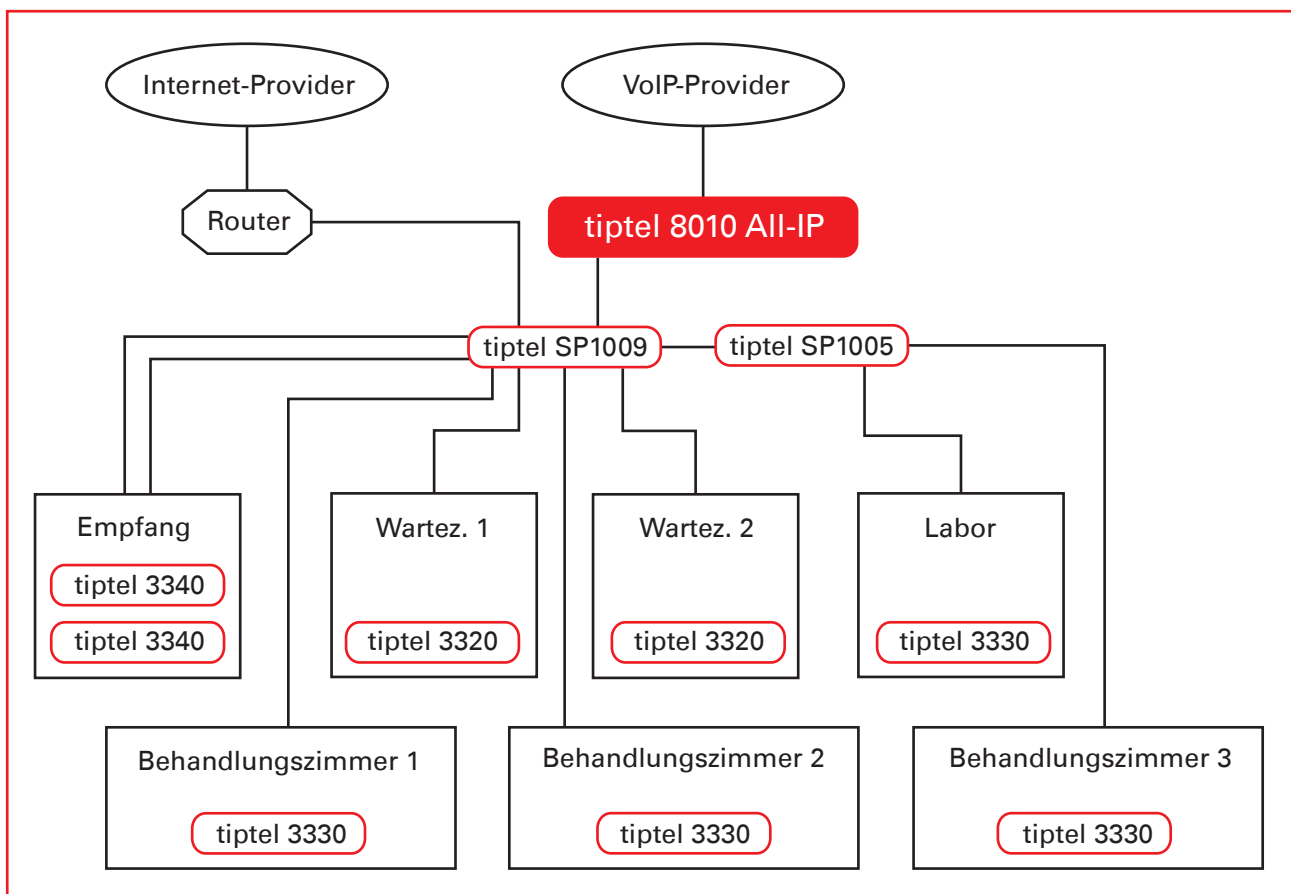 Internet-Provider
VoIP-Provider
Router
tiptel 8010 All-IP
tiptel SP1009
tiptel SP1005
Empfang
tiptel 3340
tiptel 3340
Wartez. 1
tiptel 3320
Wartez. 2
tiptel 3320
Labor
tiptel 3330
Behandlungszimmer 1
tiptel 3330
Behandlungszimmer 2
tiptel 3330
Behandlungszimmer 3
tiptel 3330